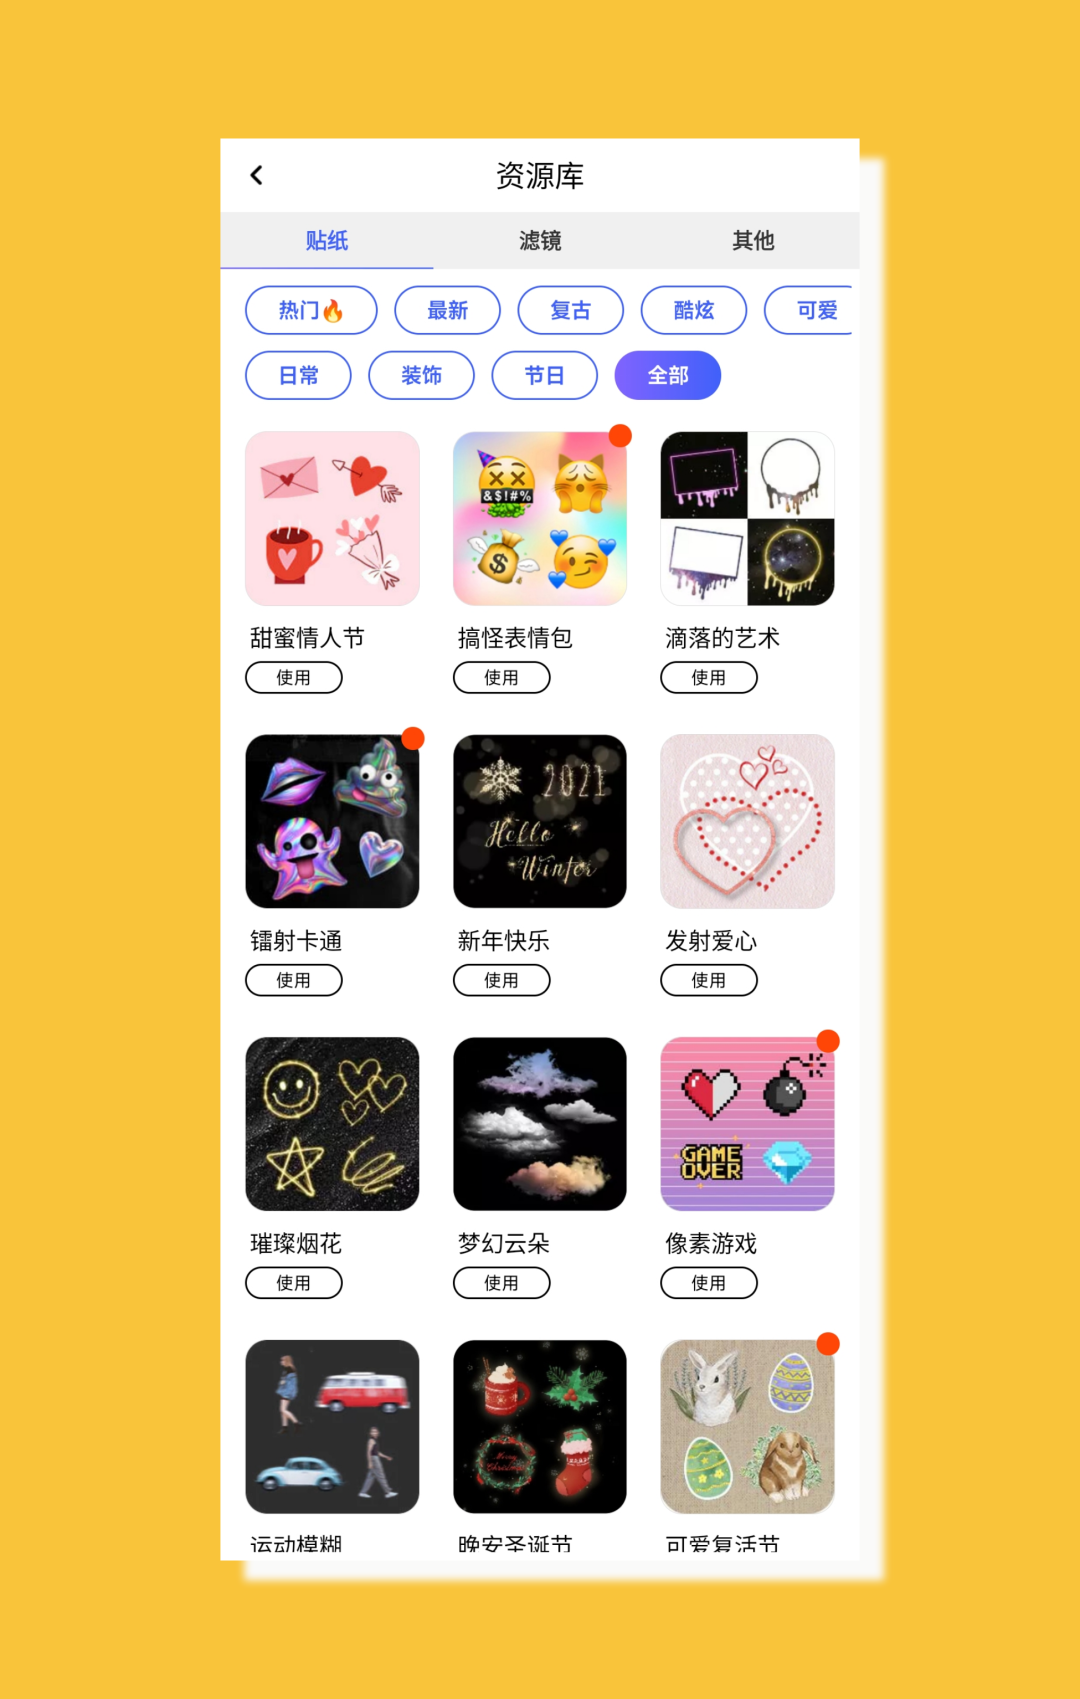 资源库
贴纸 滤镜 其他
热门🔥 最新 复古 酷炫 可爱
日常 装饰 节日 全部
&$!#%
$
甜蜜情人节 搞怪表情包 滴落的艺术
使用 使用 使用
2021
Hello
Winter
镭射卡通 新年快乐 发射爱心
使用 使用 使用
GAME
OVER
璀璨烟花 梦幻云朵 像素游戏
使用 使用 使用
Merry
Christmas
运动模糊 晚安圣诞节 可爱复活节